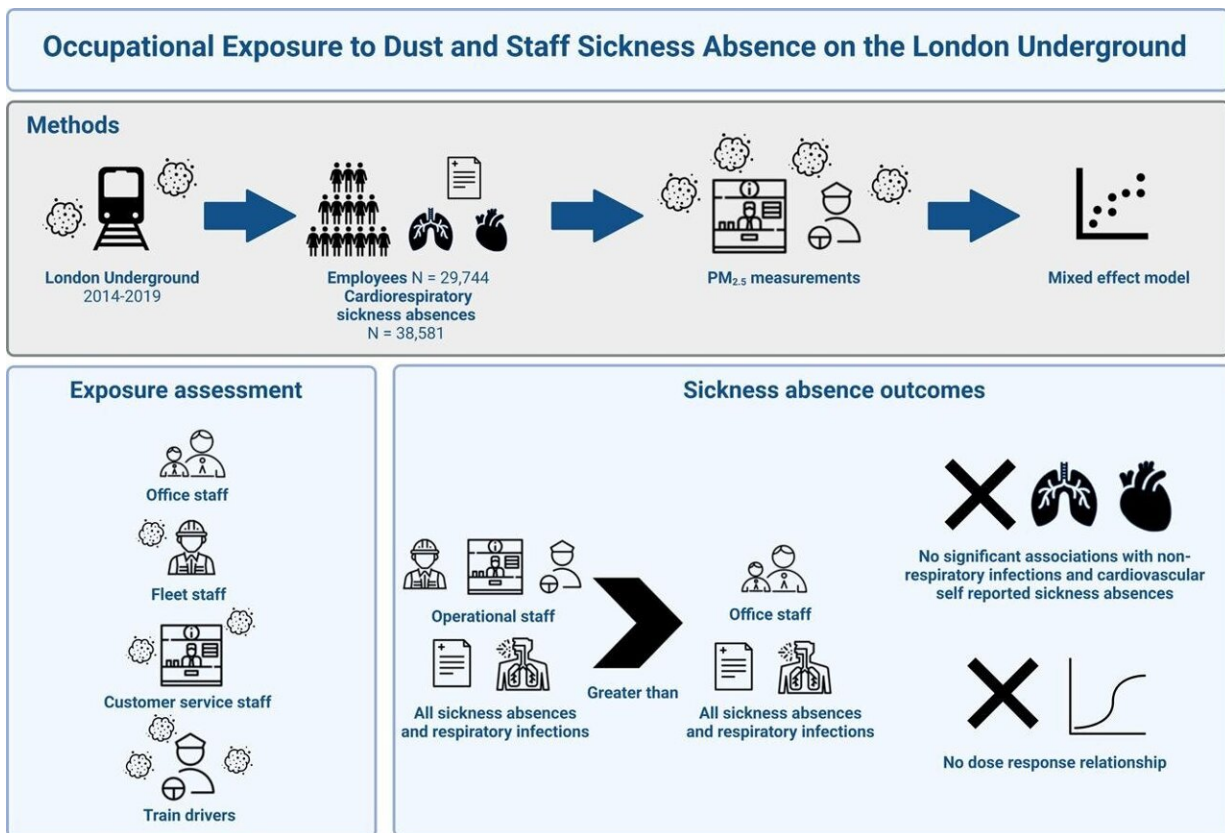 Occupational Exposure to Dust and Staff Sickness Absence on the London Underground
Methods
London Underground
2014-2019
Employees N = 29,744
Cardiorespiratory
sickness absences
N = 38,581
PM₂.₅ measurements
Mixed effect model
Exposure assessment
Office staff
Fleet staff
Customer service staff
Train drivers
Sickness absence outcomes
Operational staff
All sickness absences
and respiratory infections
Greater than
Office staff
All sickness absences
and respiratory infections
No significant associations with non-
respiratory infections and cardiovascular
self reported sickness absences
No dose response relationship